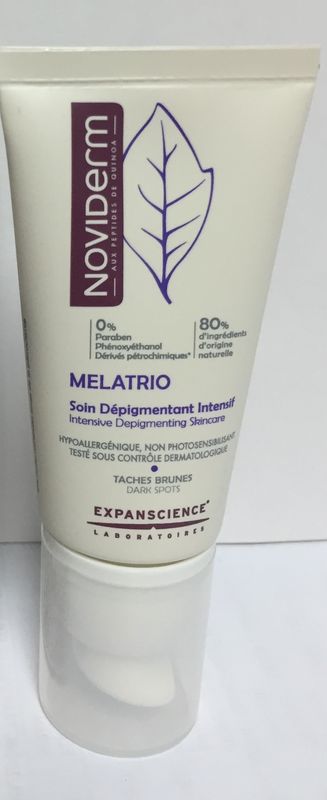 NOVIDerm
AUX PEPTIDES DE QUINOA
0%
Paraben
Phénoxyéthanol
Dérivés pétrochimiques*
80%
d'ingrédients
d'origine
naturelle
MELATRIO
Soin Dépigmentant Intensif
Intensive Depigmenting Skincare
HYPOALLERGÉNIQUE, NON PHOTOSENSIBILISANT
TESTÉ SOUS CONTRÔLE DERMATOLOGIQUE
TACHES BRUNES
DARK SPOTS
EXPANSCIENCE®
LABORATOIRES